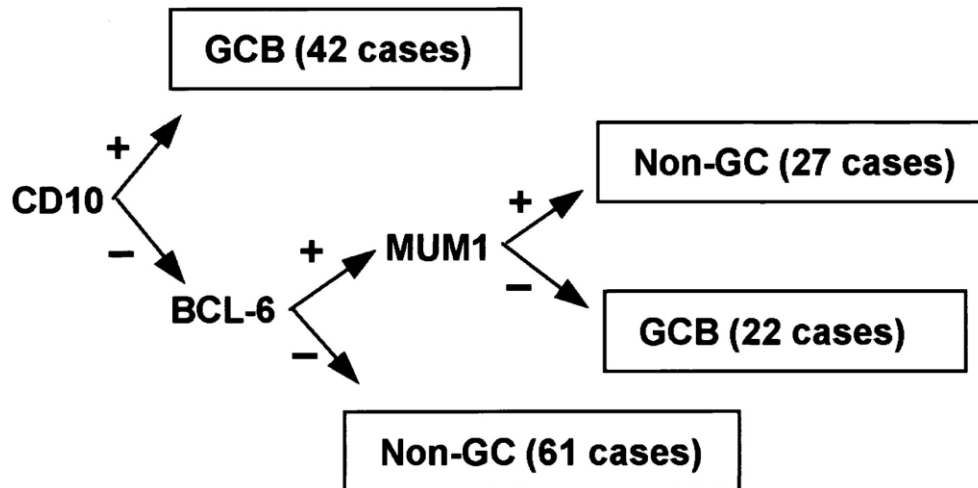 GCB (42 cases)
+
Non-GC (27 cases)
CD10
+
−
+
MUM1
−
BCL-6
GCB (22 cases)
−
Non-GC (61 cases)